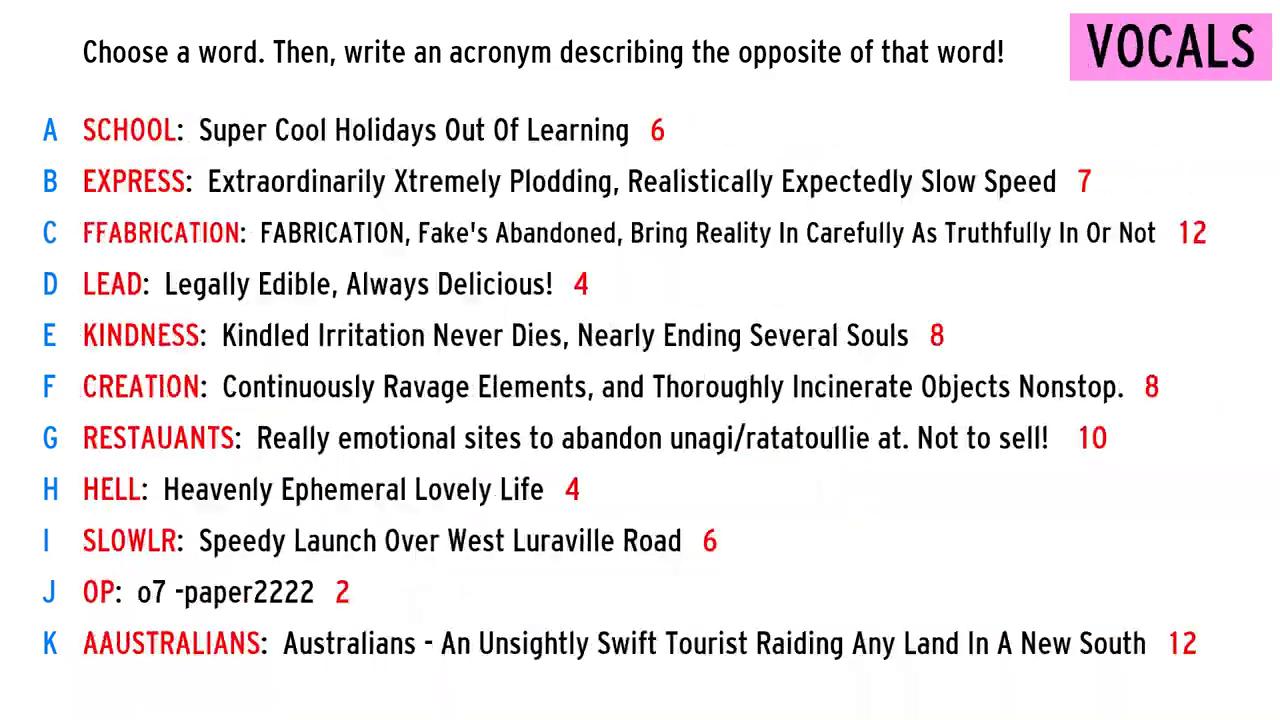 Choose a word. Then, write an acronym describing the opposite of that word!
VOCALS
A SCHOOL: Super Cool Holidays Out Of Learning 6
B EXPRESS: Extraordinarily Xtremely Plodding, Realistically Expectedly Slow Speed 7
C FFABRICATION: FABRICATION, Fake's Abandoned, Bring Reality In Carefully As Truthfully In Or Not 12
D LEAD: Legally Edible, Always Delicious! 4
E KINDNESS: Kindled Irritation Never Dies, Nearly Ending Several Souls 8
F CREATION: Continuously Ravage Elements, and Thoroughly Incinerate Objects Nonstop. 8
G RESTAUANTS: Really emotional sites to abandon unagi/ratatoullie at. Not to sell! 10
H HELL: Heavenly Ephemeral Lovely Life 4
I SLOWLR: Speedy Launch Over West Luraville Road 6
J OP: o7 -paper2222 2
K AAUSTRALIANS: Australians - An Unsightly Swift Tourist Raiding Any Land In A New South 12